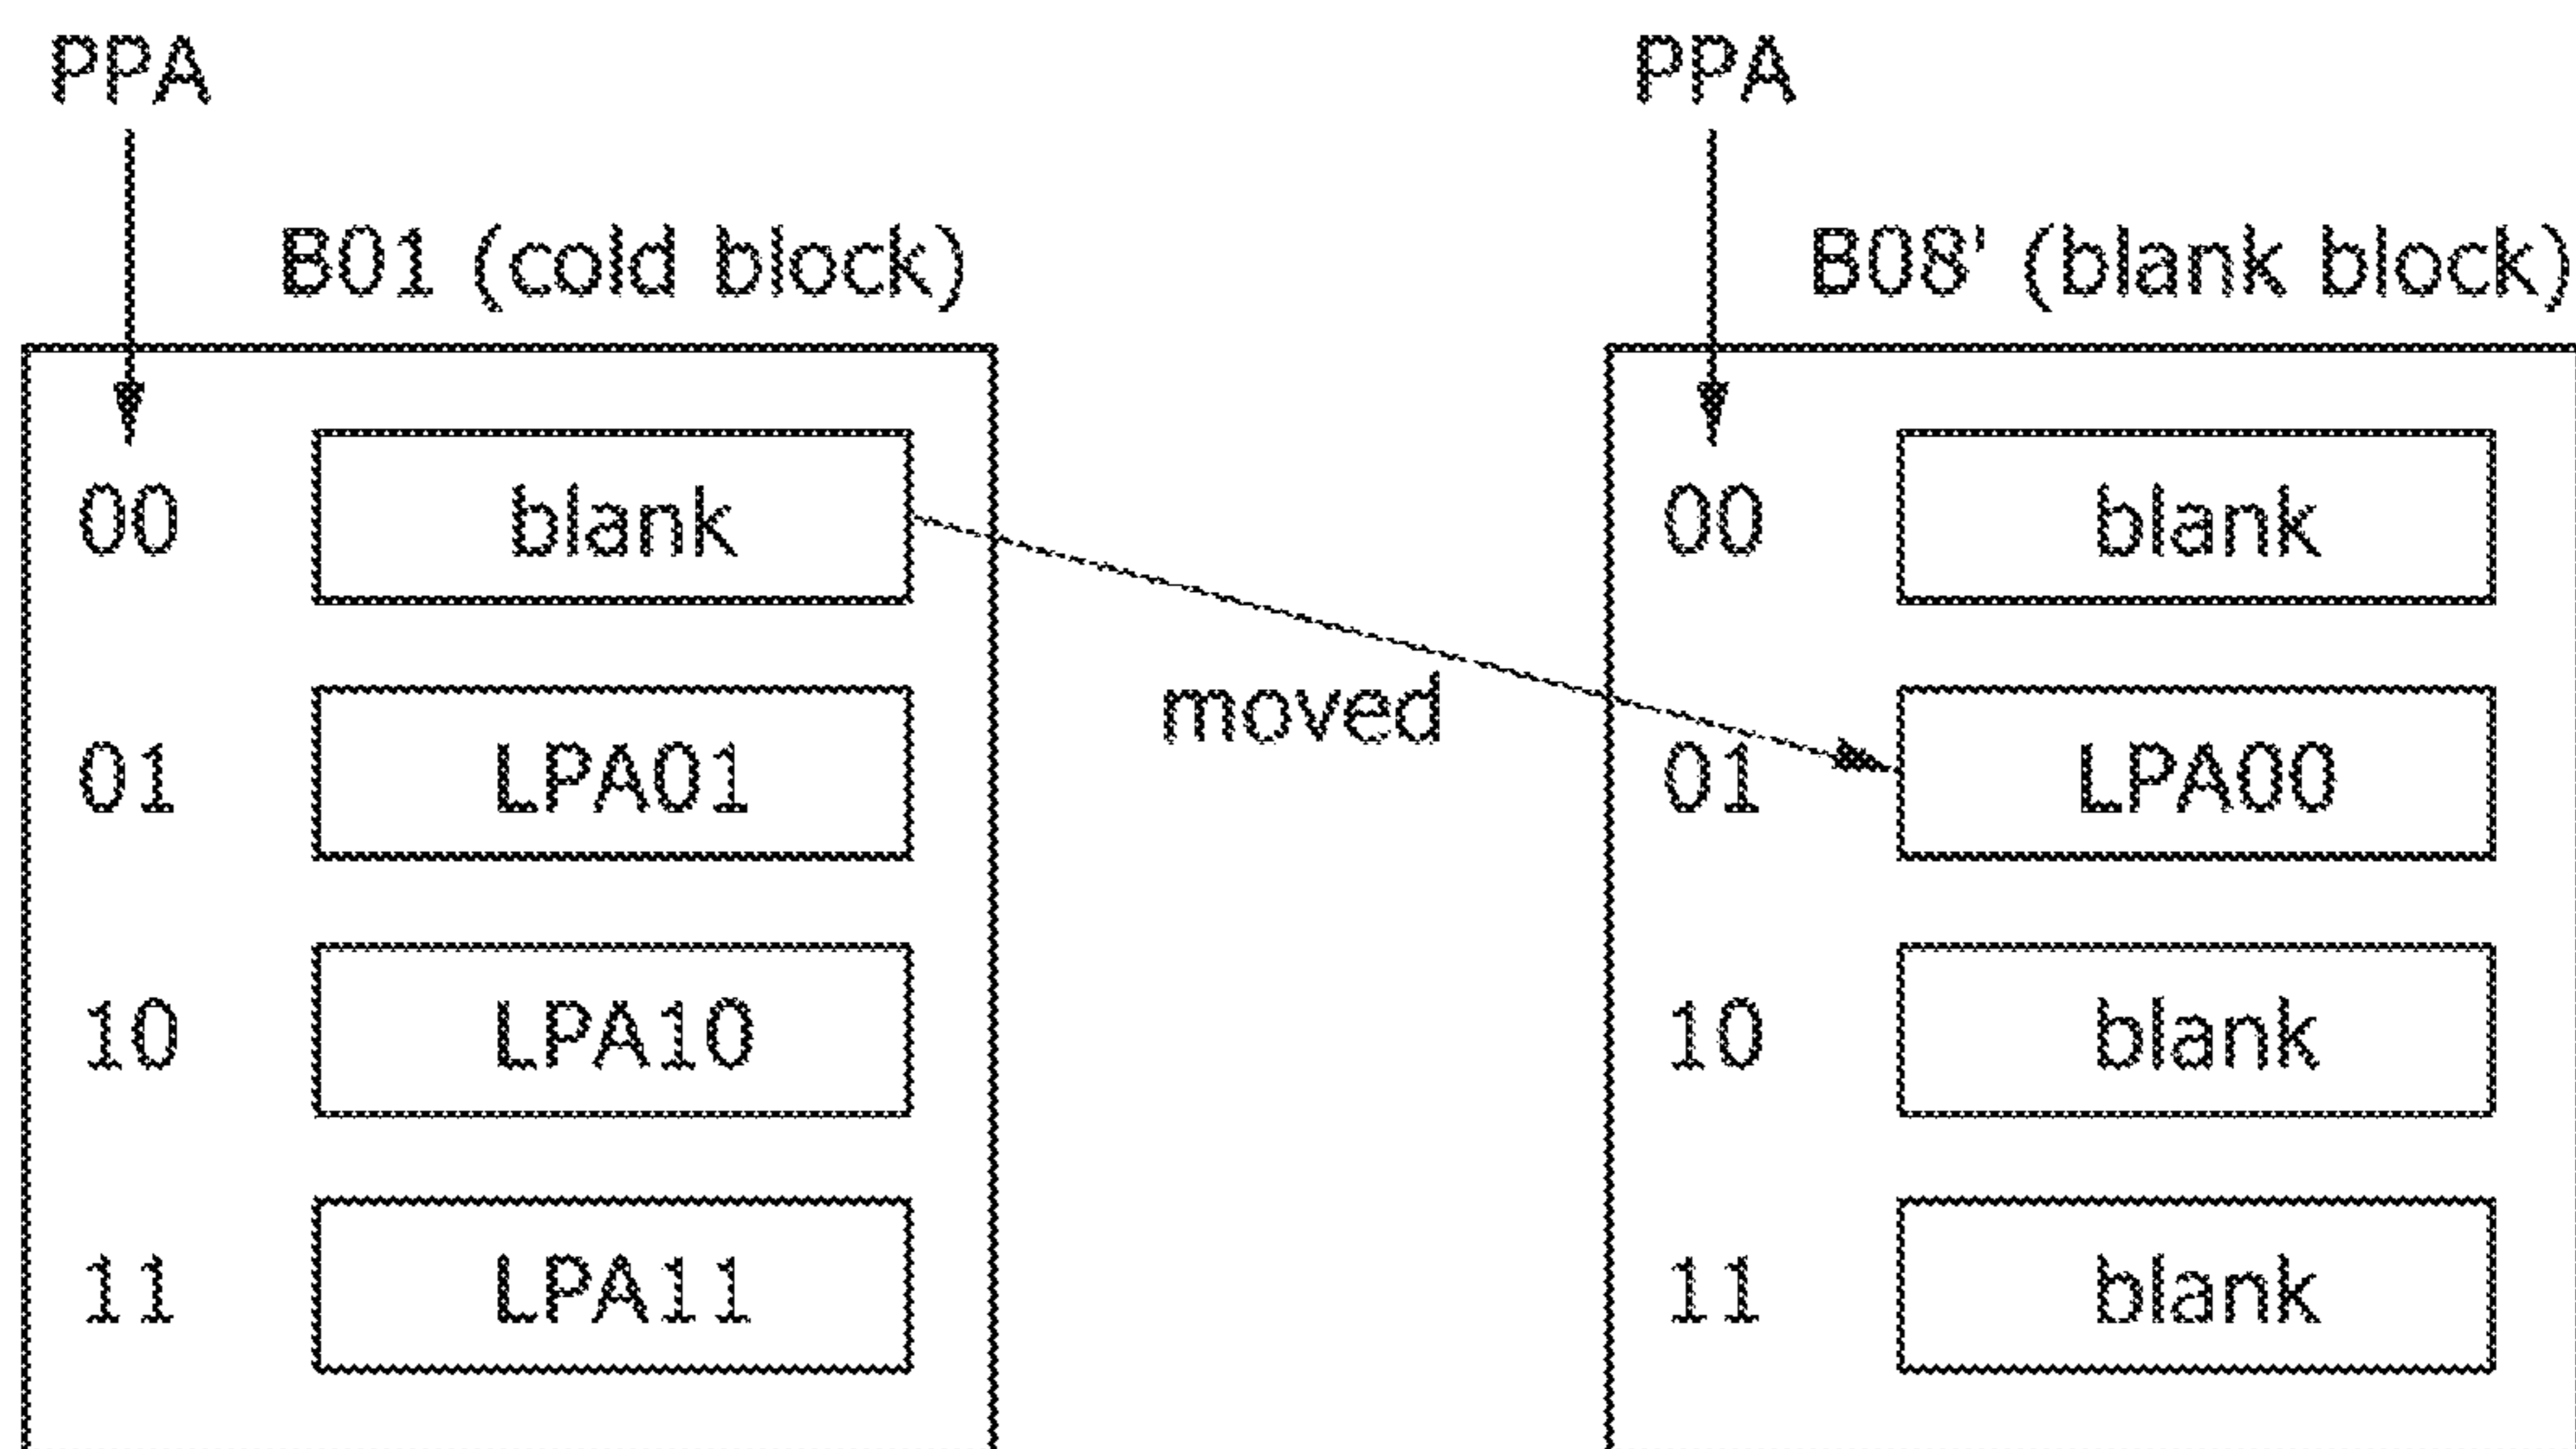 PPA
B01 (cold block)
00 blank
01 LPA01
10 LPA10
11 LPA11
moved
PPA
B08' (blank block)
00 blank
01 LPA00
10 blank
11 blank